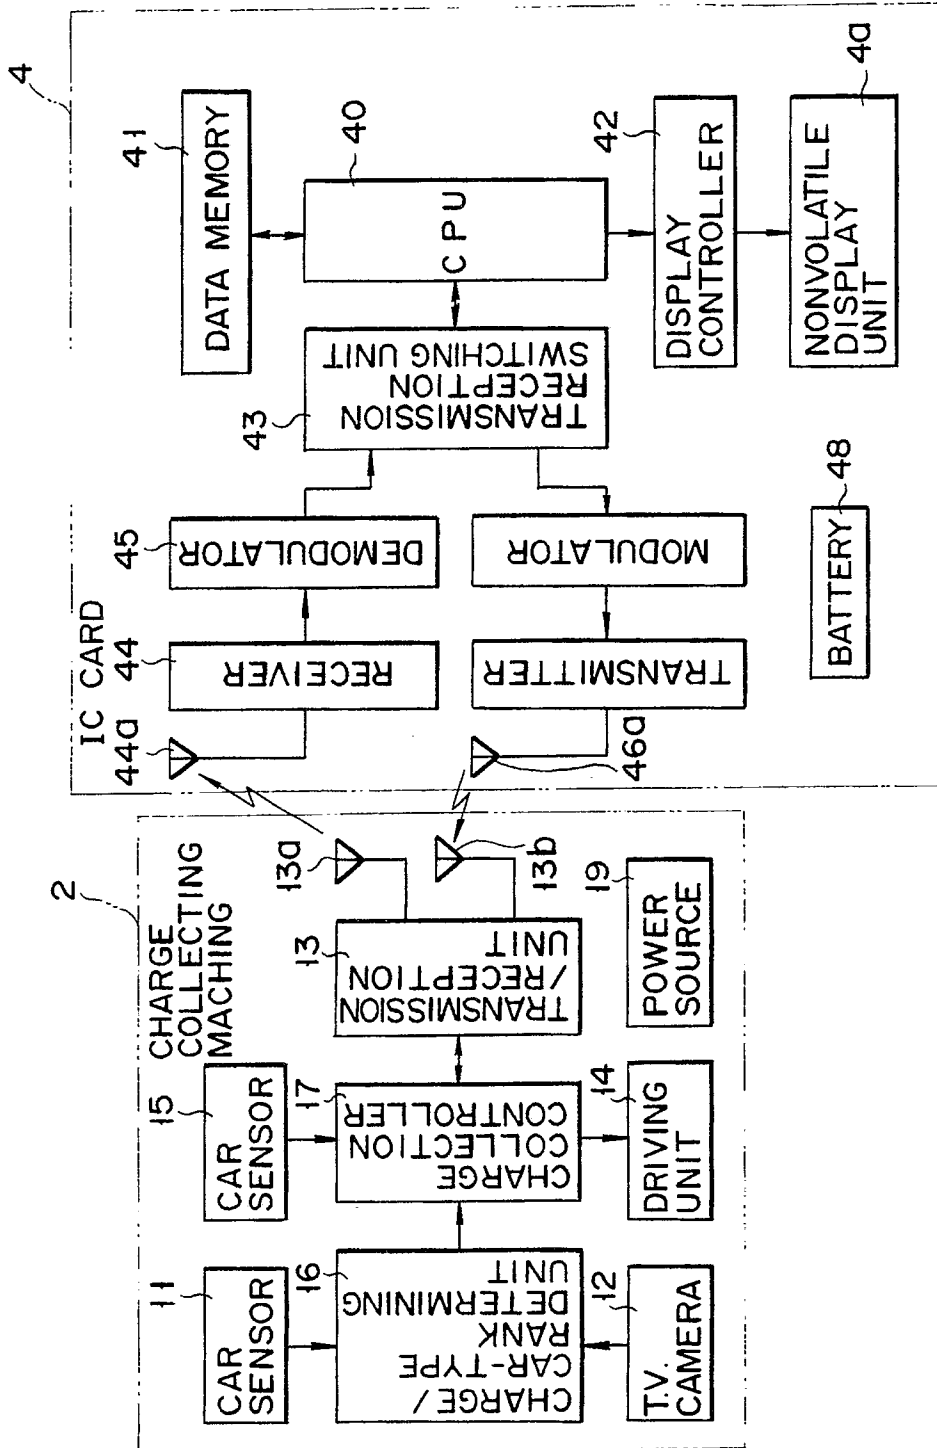 2
CHARGE
COLLECTING
MACHING
11
CAR
SENSOR
15
CAR
SENSOR
16
CHARGE/
CAR-TYPE
RANK
DETERMINING
UNIT
17
CHARGE
COLLECTION
CONTROLLER
13
TRANSMISSION
/RECEPTION
UNIT
13a
13b
12
T.V.
CAMERA
14
DRIVING
UNIT
19
POWER
SOURCE
4
IC CARD
44a
44
RECEIVER
45
DEMODULATOR
41
DATA MEMORY
43
TRANSMISSION
RECEPTION
SWITCHING UNIT
40
CPU
46a
TRANSMITTER
MODULATOR
42
DISPLAY
CONTROLLER
48
BATTERY
4a
NONVOLATILE
DISPLAY
UNIT